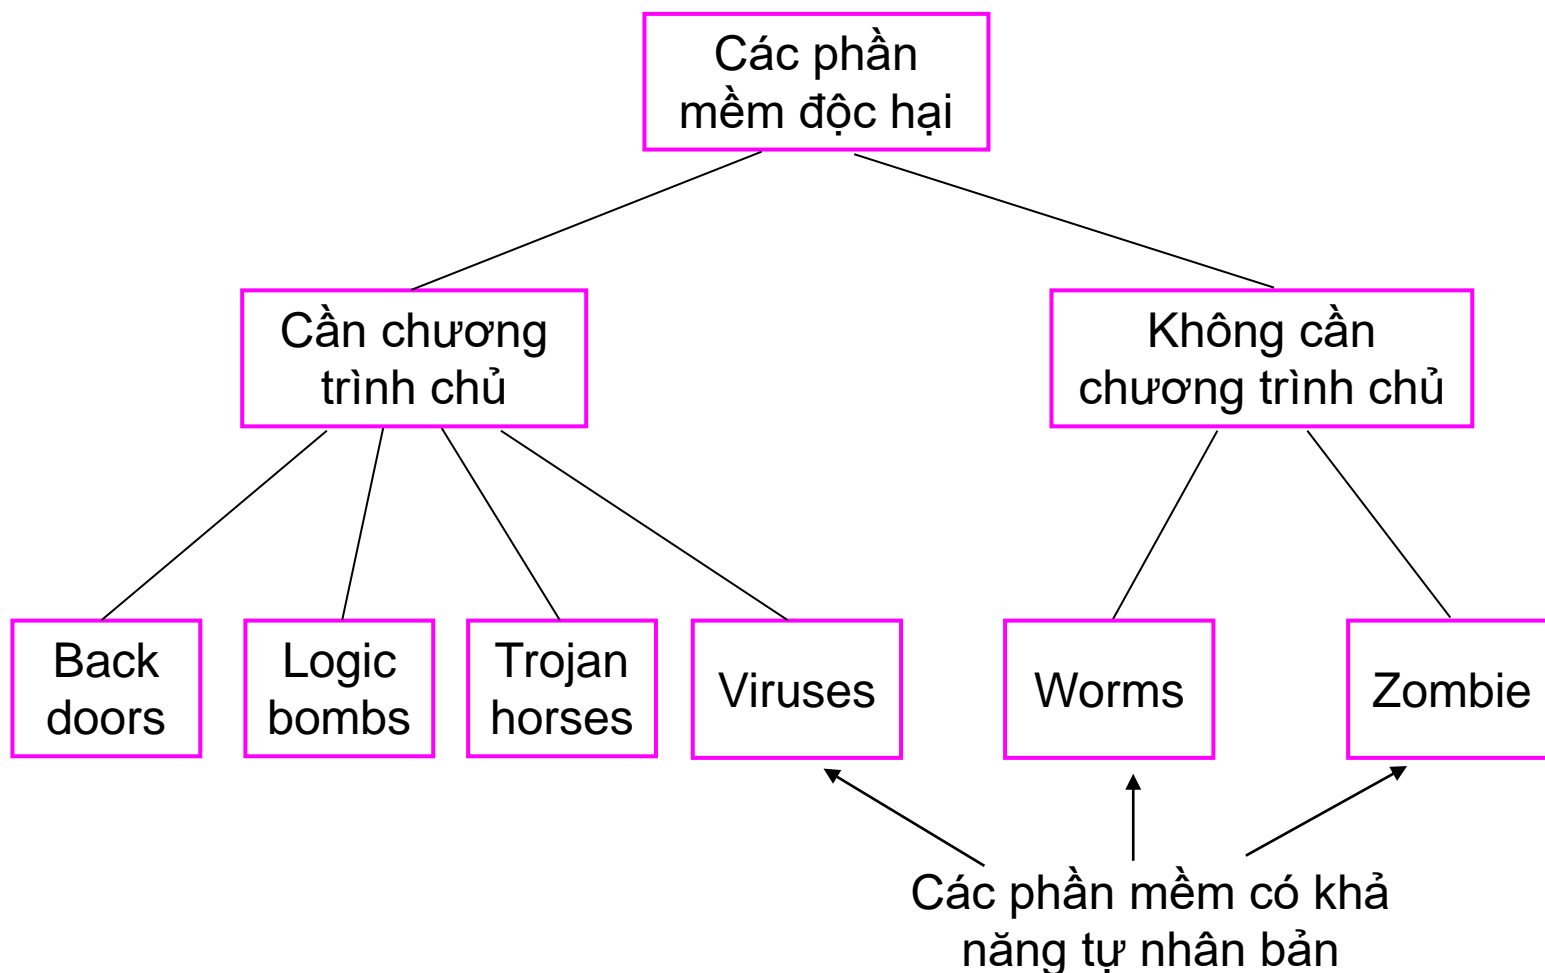 Các phần
mềm độc hại
Cần chương
trình chủ
Không cần
chương trình chủ
Back
doors
Logic
bombs
Trojan
horses
Viruses
Worms
Zombie
Các phần mềm có khả
năng tự nhân bản